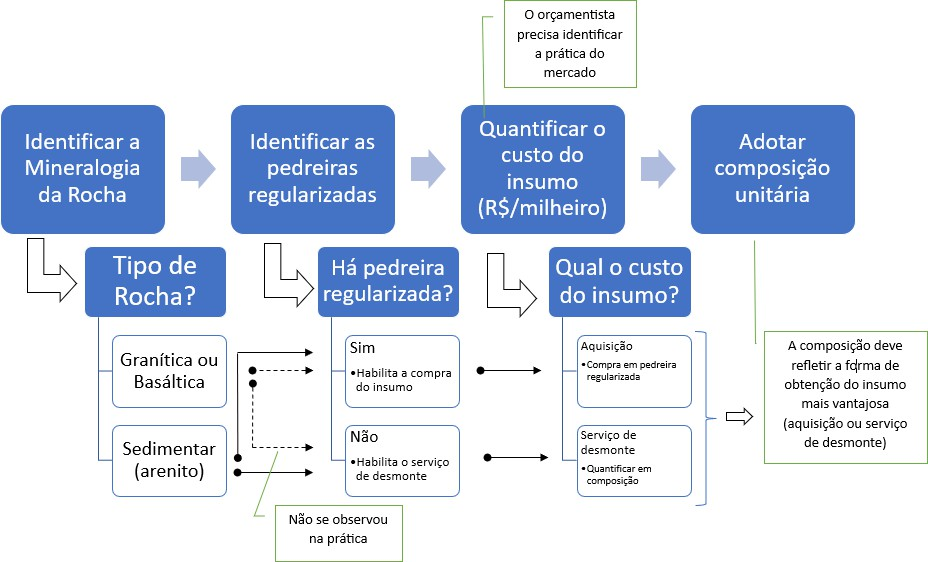 O orçamentista
precisa identificar
a prática do
mercado
Identificar a
Mineralogia
da Rocha
Identificar as
pedreiras
regularizadas
Quantificar o
custo do
insumo
(R$/milheiro)
Adotar
composição
unitária
Tipo de
Rocha?
Há pedreira
regularizada?
Qual o custo
do insumo?
Granítica ou
Basáltica
Sedimentar
(arenito)
Sim
•Habilita a compra
do insumo
Não
•Habilita o serviço
de desmonte
Aquisição
•Compra em pedreira
regularizada
Serviço de
desmonte
•Quantificar em
composição
A composição deve
refletir a forma de
obtenção do insumo
mais vantajosa
(aquisição ou serviço
de desmonte)
Não se observou
na prática